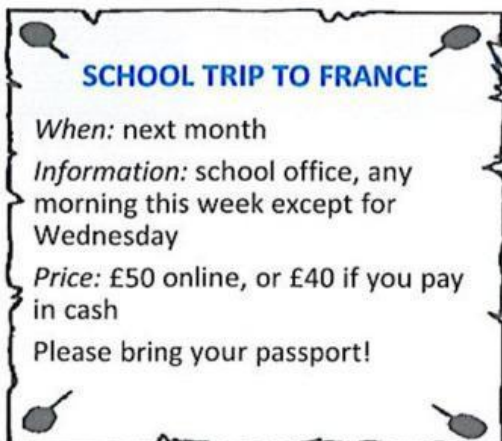 SCHOOL TRIP TO FRANCE
When: next month
Information: school office, any
morning this week except for
Wednesday
Price: £50 online, or £40 if you pay
in cash
Please bring your passport!